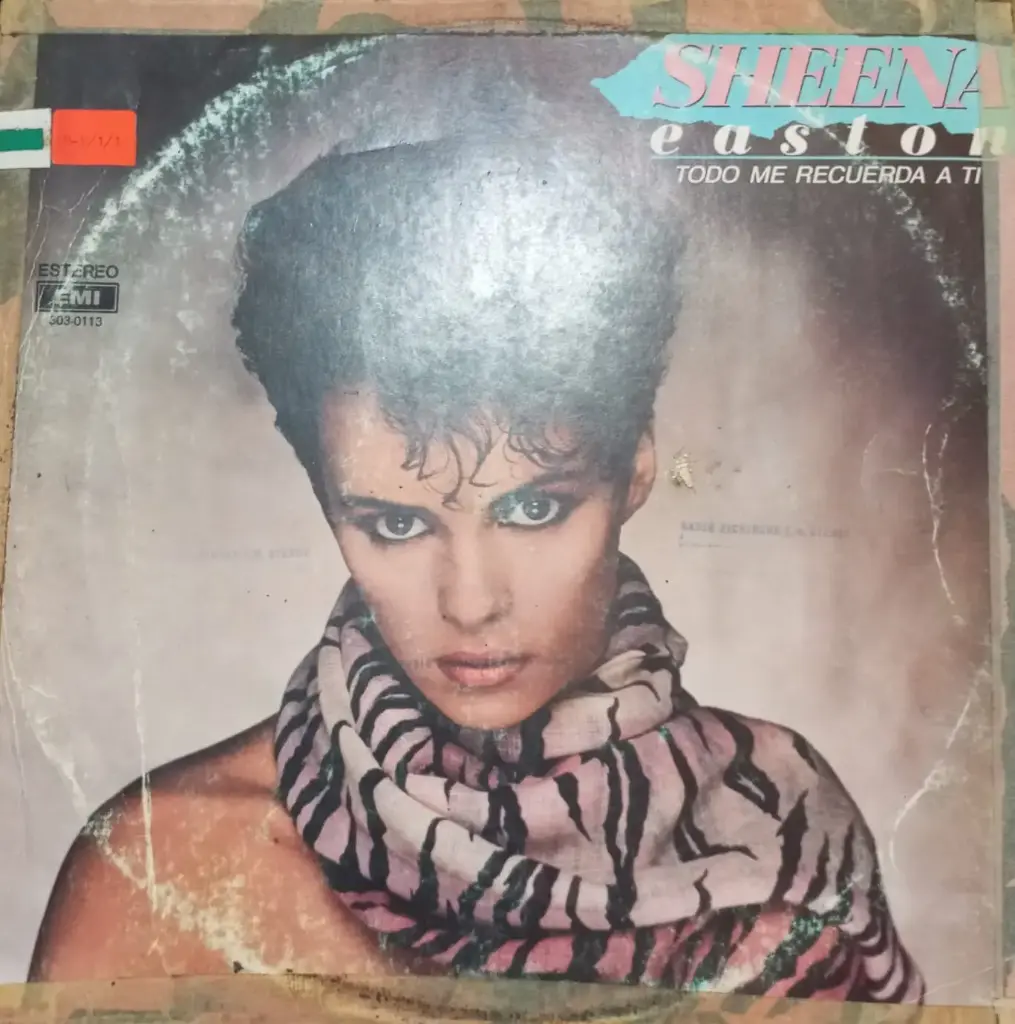 SHEENA
easton
TODO ME RECUERDA A TI
ESTEREO
EMI
303-0113